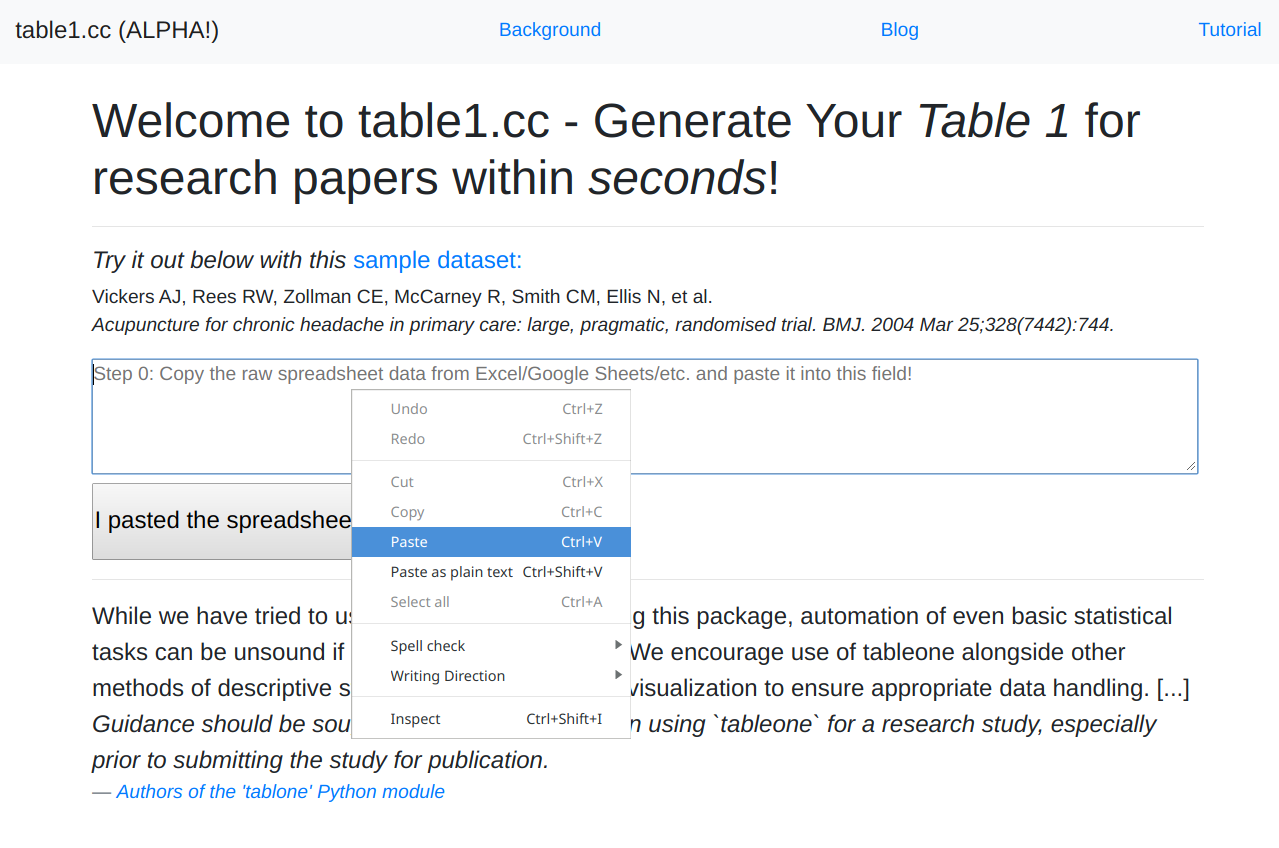 table1.cc (ALPHA!) Background Blog Tutorial
Welcome to table1.cc - Generate Your Table 1 for
research papers within seconds!
Try it out below with this sample dataset:
Vickers AJ, Rees RW, Zollman CE, McCarney R, Smith CM, Ellis N, et al.
Acupuncture for chronic headache in primary care: large, pragmatic, randomised trial. BMJ. 2004 Mar 25;328(7442):744.
Step 0: Copy the raw spreadsheet data from Excel/Google Sheets/etc. and paste it into this field!
Undo Ctrl+Z
Redo Ctrl+Shift+Z
Cut Ctrl+X
Copy Ctrl+C
Paste Ctrl+V
Paste as plain text Ctrl+Shift+V
Select all Ctrl+A
Spell check
Writing Direction
Inspect Ctrl+Shift+I
I pasted the
While we have tried to this package, automation of even basic statistical
tasks can be unsound if We encourage use of tableone alongside other
methods of descriptive visualization to ensure appropriate data handling. [...]
Guidance should be using `tableone` for a research study, especially
prior to submitting the study for publication.
— Authors of the 'tablone' Python module